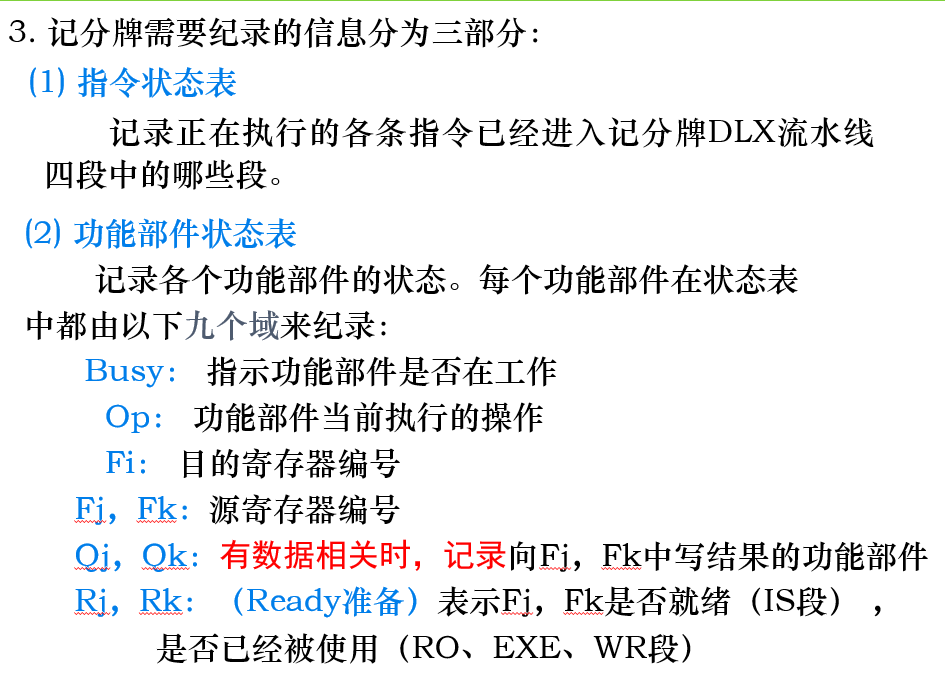 3. 记分牌需要纪录的信息分为三部分：
(1) 指令状态表
记录正在执行的各条指令已经进入记分牌DLX流水线
四段中的哪些段。
(2) 功能部件状态表
记录各个功能部件的状态。每个功能部件在状态表
中都由以下九个域来纪录：
Busy： 指示功能部件是否在工作
Op： 功能部件当前执行的操作
Fi： 目的寄存器编号
Fj，Fk：源寄存器编号
Qj，Qk：有数据相关时，记录向Fj，Fk中写结果的功能部件
Rj，Rk：（Ready准备）表示Fj，Fk是否就绪（IS段），
是否已经被使用（RO、EXE、WR段）